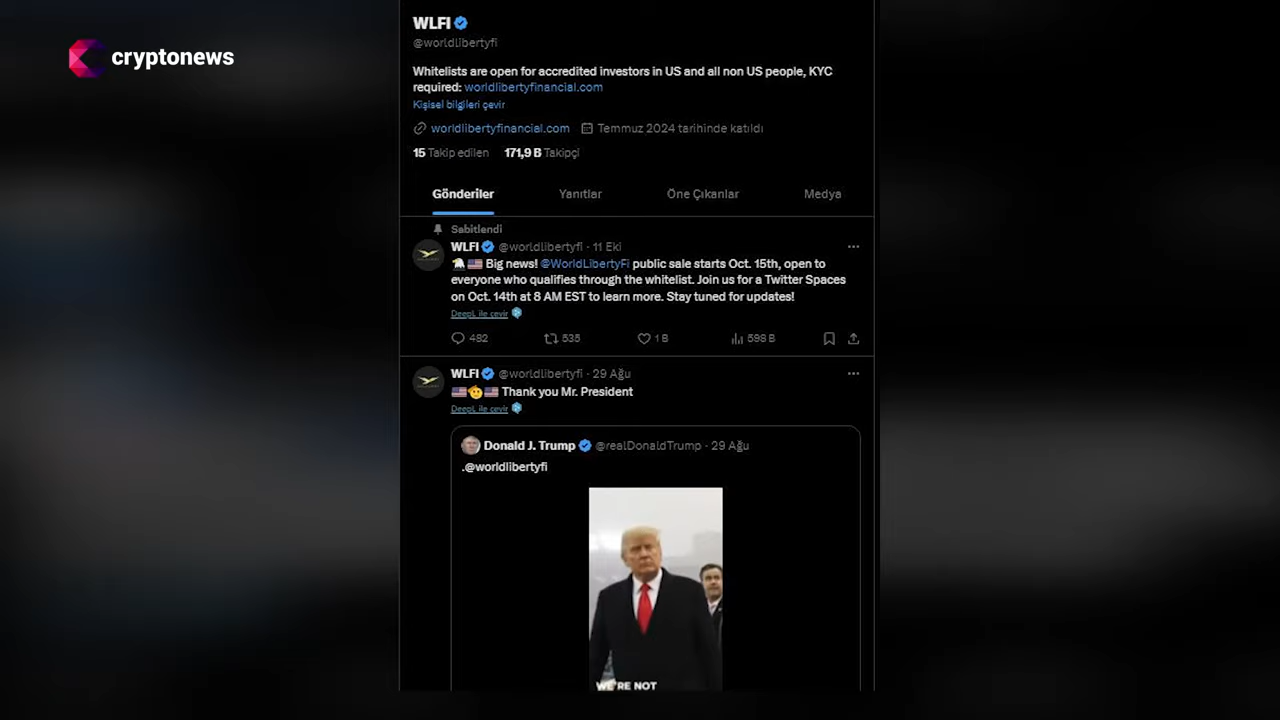 cryptonews
WLFI
@worldlibertyfi
Whitelists are open for accredited investors in US and all non US people, KYC
required: worldlibertyfinancial.com
Kişisel bilgileri çevir
worldlibertyfinancial.com Temmuz 2024 tarihinde katıldı
15 Takip edilen 171,9 B Takipçi
Gönderiler Yanıtlar Öne Çıkanlar Medya
Sabitlendi
WLFI @worldlibertyfi · 11 Eki
Big news! @WorldLibertyFi public sale starts Oct. 15th, open to
everyone who qualifies through the whitelist. Join us for a Twitter Spaces
on Oct. 14th at 8 AM EST to learn more. Stay tuned for updates!
DeepL ile çevir
482 535 1 B 598 B
WLFI @worldlibertyfi · 29 Ağu
Thank you Mr. President
DeepL ile çevir
Donald J. Trump @realDonaldTrump · 29 Ağu
.@worldlibertyfi
WE'RE NOT